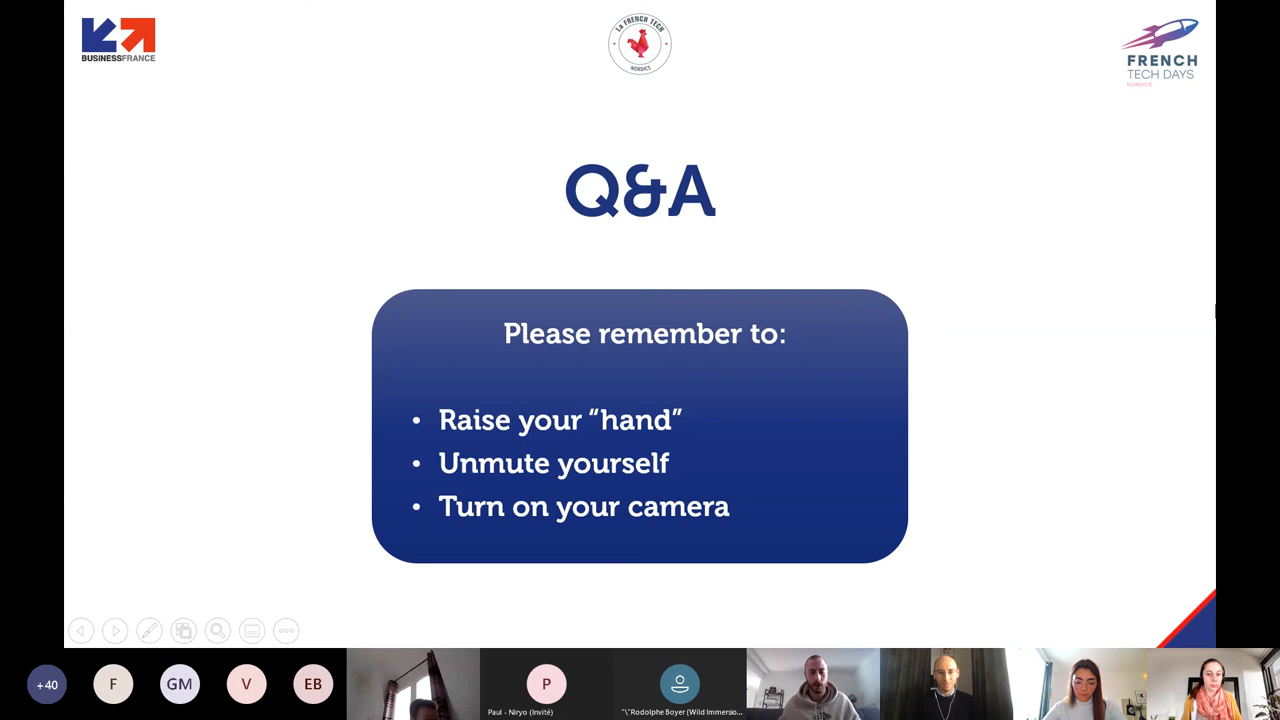 BUSINESSFRANCE
La FRENCH TECH
NORDICS
FRENCH
TECH DAYS
NORDICS
Q&A
Please remember to:
• Raise your “hand”
• Unmute yourself
• Turn on your camera
+40
F
GM
V
EB
P
Paul - Niryo (Invité)
"\"Rodolphe Boyer (Wild Immersio...